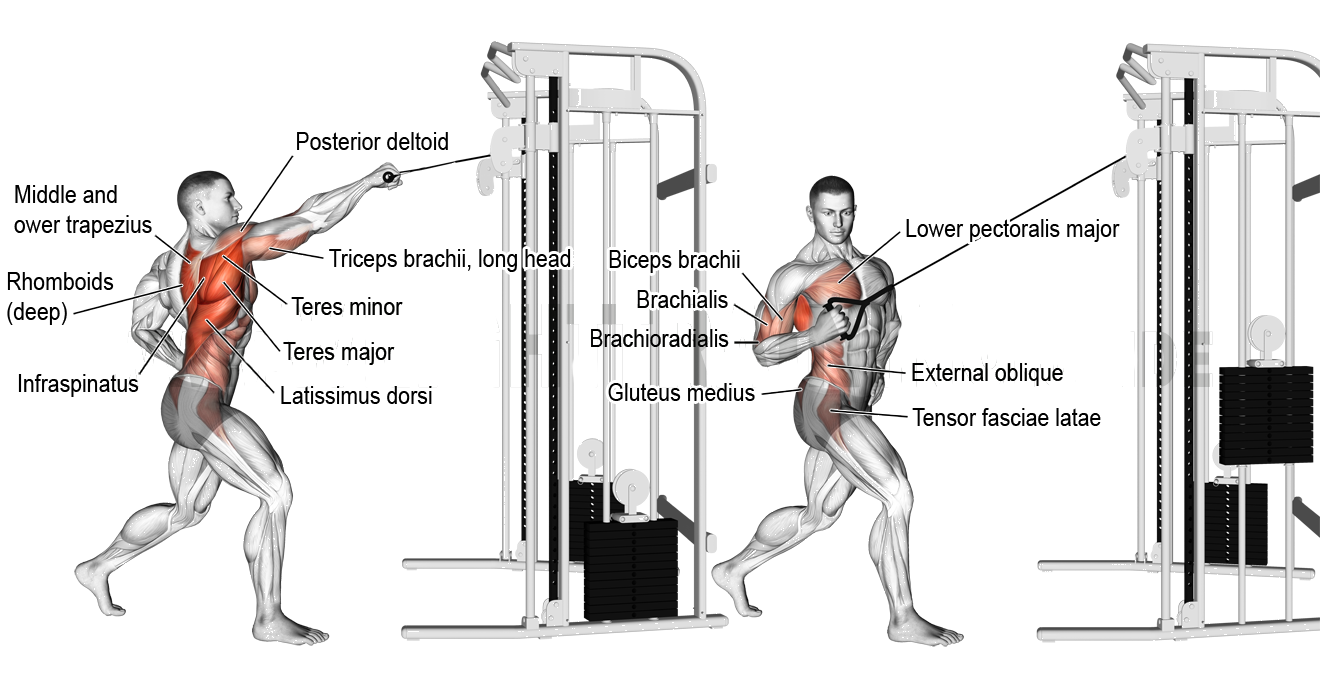 Posterior deltoid
Middle and
ower trapezius
Rhomboids
(deep)
Infraspinatus
Triceps brachii, long head
Teres minor
Teres major
Latissimus dorsi
Lower pectoralis major
Biceps brachii
Brachialis
Brachioradialis
Gluteus medius
External oblique
Tensor fasciae latae